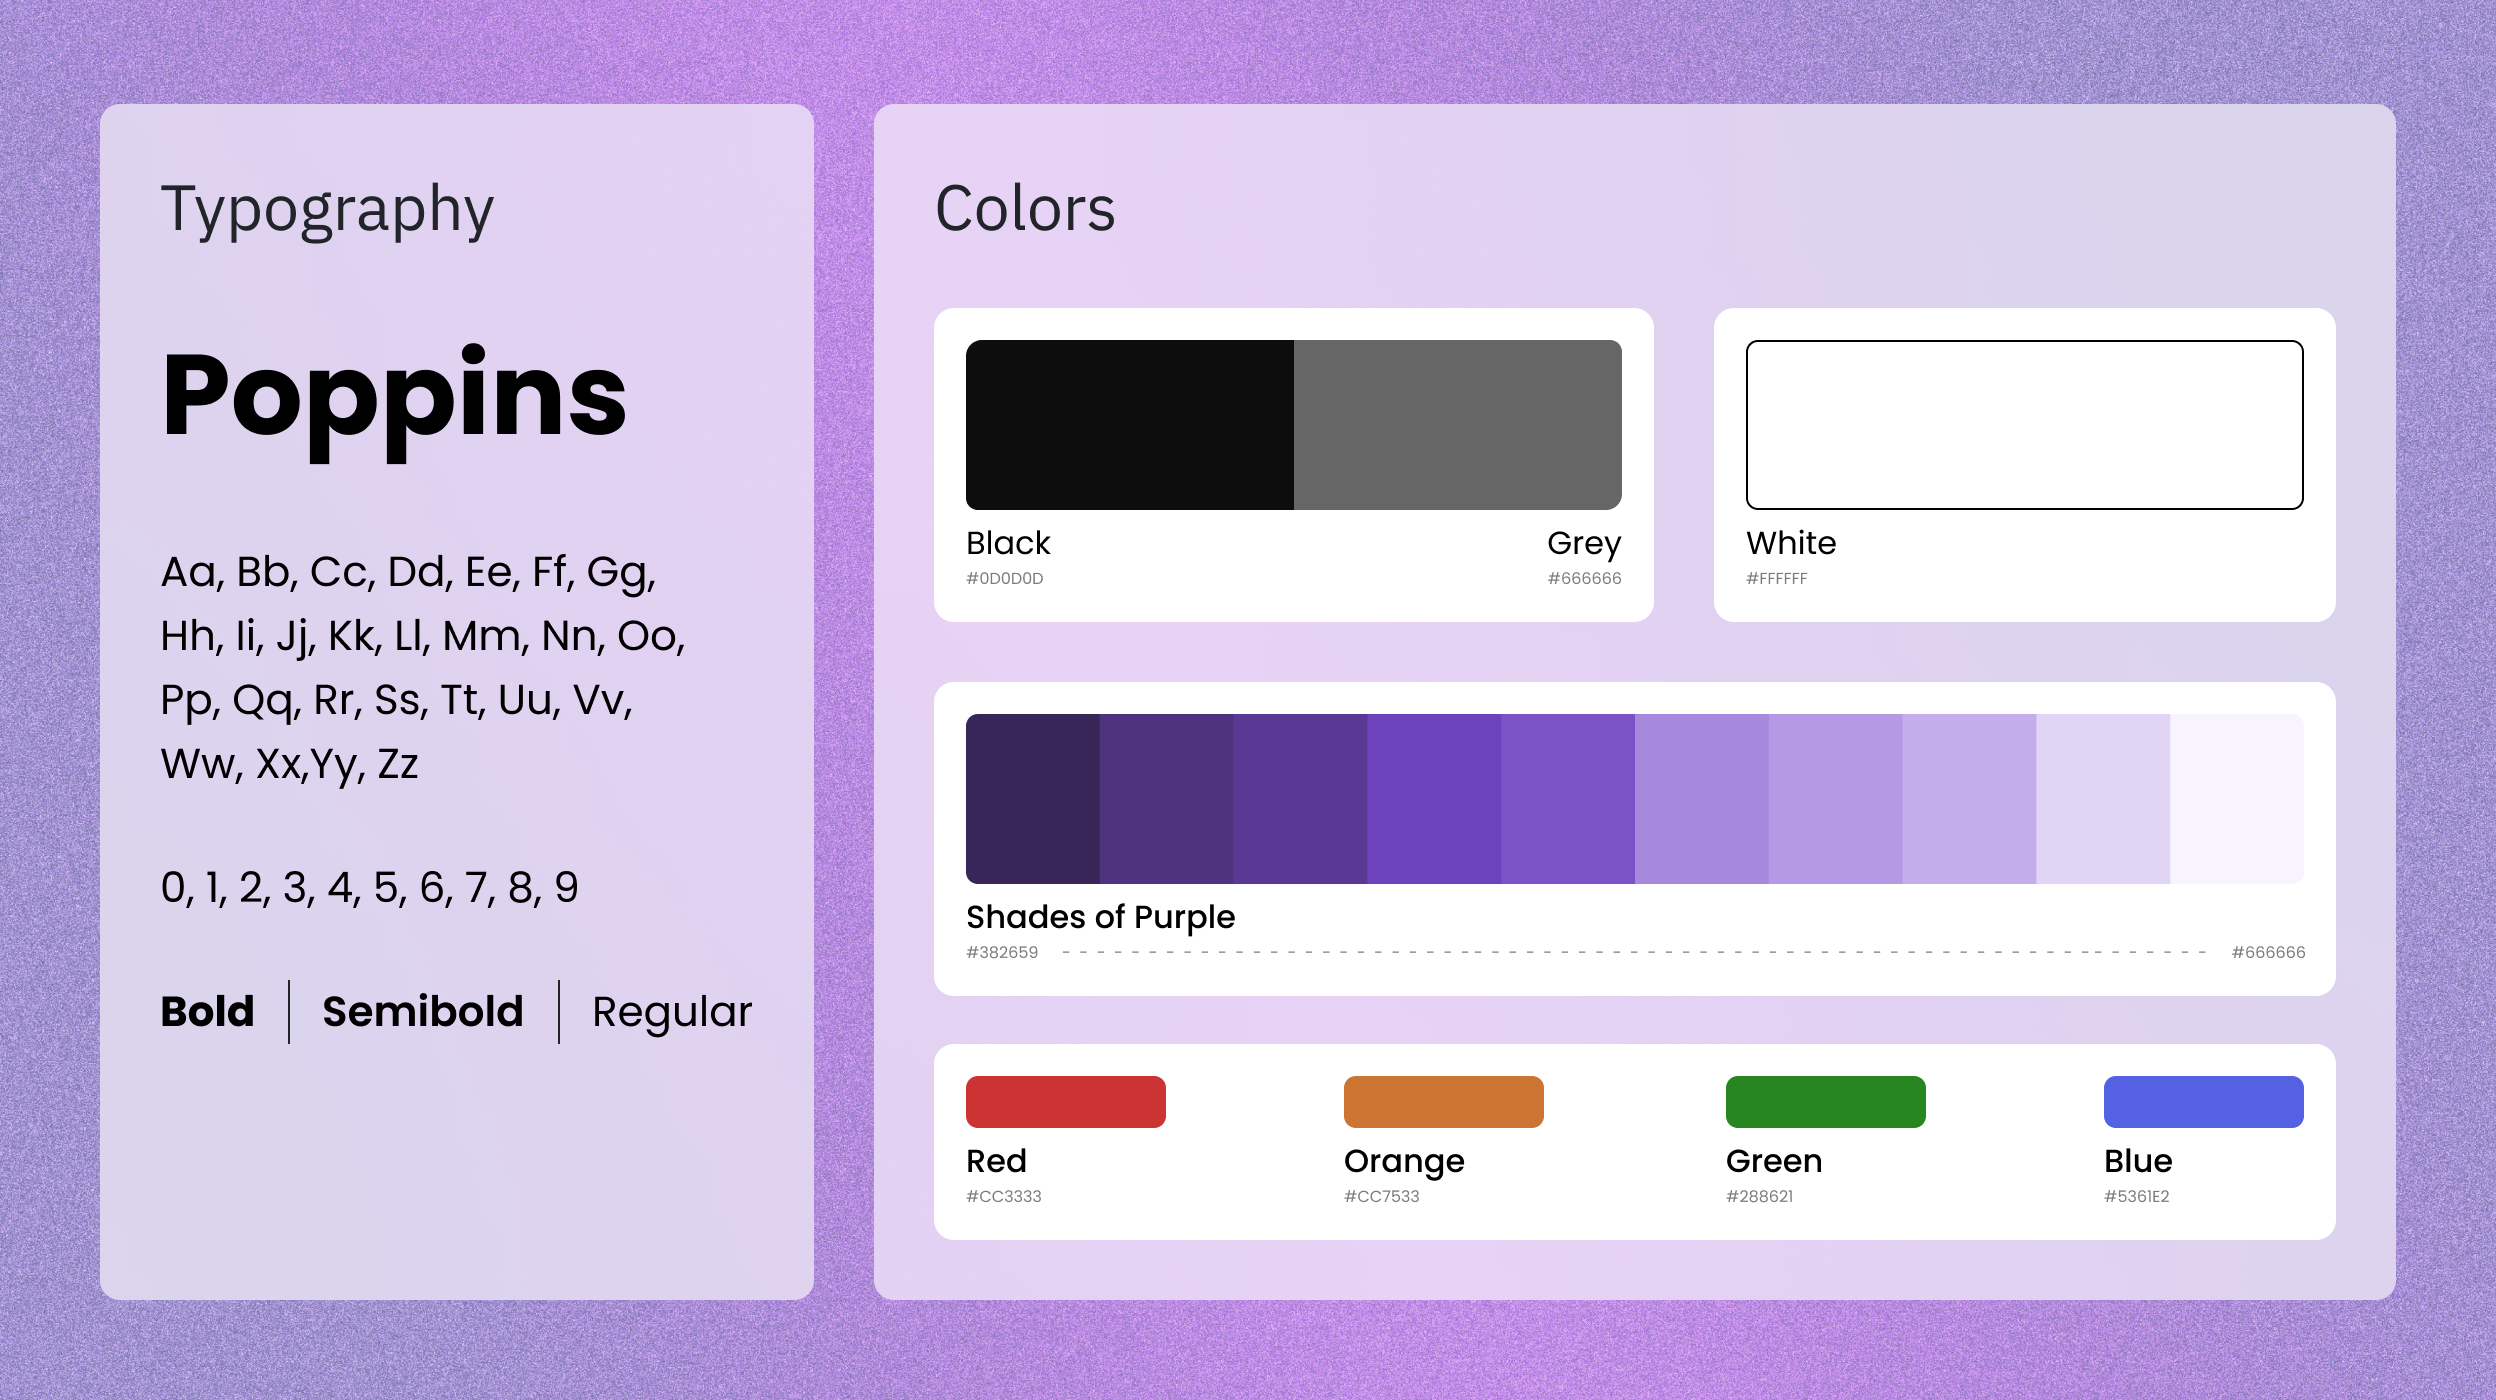 Typography
Poppins
Aa, Bb, Cc, Dd, Ee, Ff, Gg,
Hh, Ii, Jj, Kk, Ll, Mm, Nn, Oo,
Pp, Qq, Rr, Ss, Tt, Uu, Vv,
Ww, Xx,Yy, Zz
0, 1, 2, 3, 4, 5, 6, 7, 8, 9
Bold | Semibold | Regular
Colors
Black Grey
#0D0D0D #666666
White
#FFFFFF
Shades of Purple
#382659 #666666
Red Orange Green Blue
#CC3333 #CC7533 #288621 #5361E2